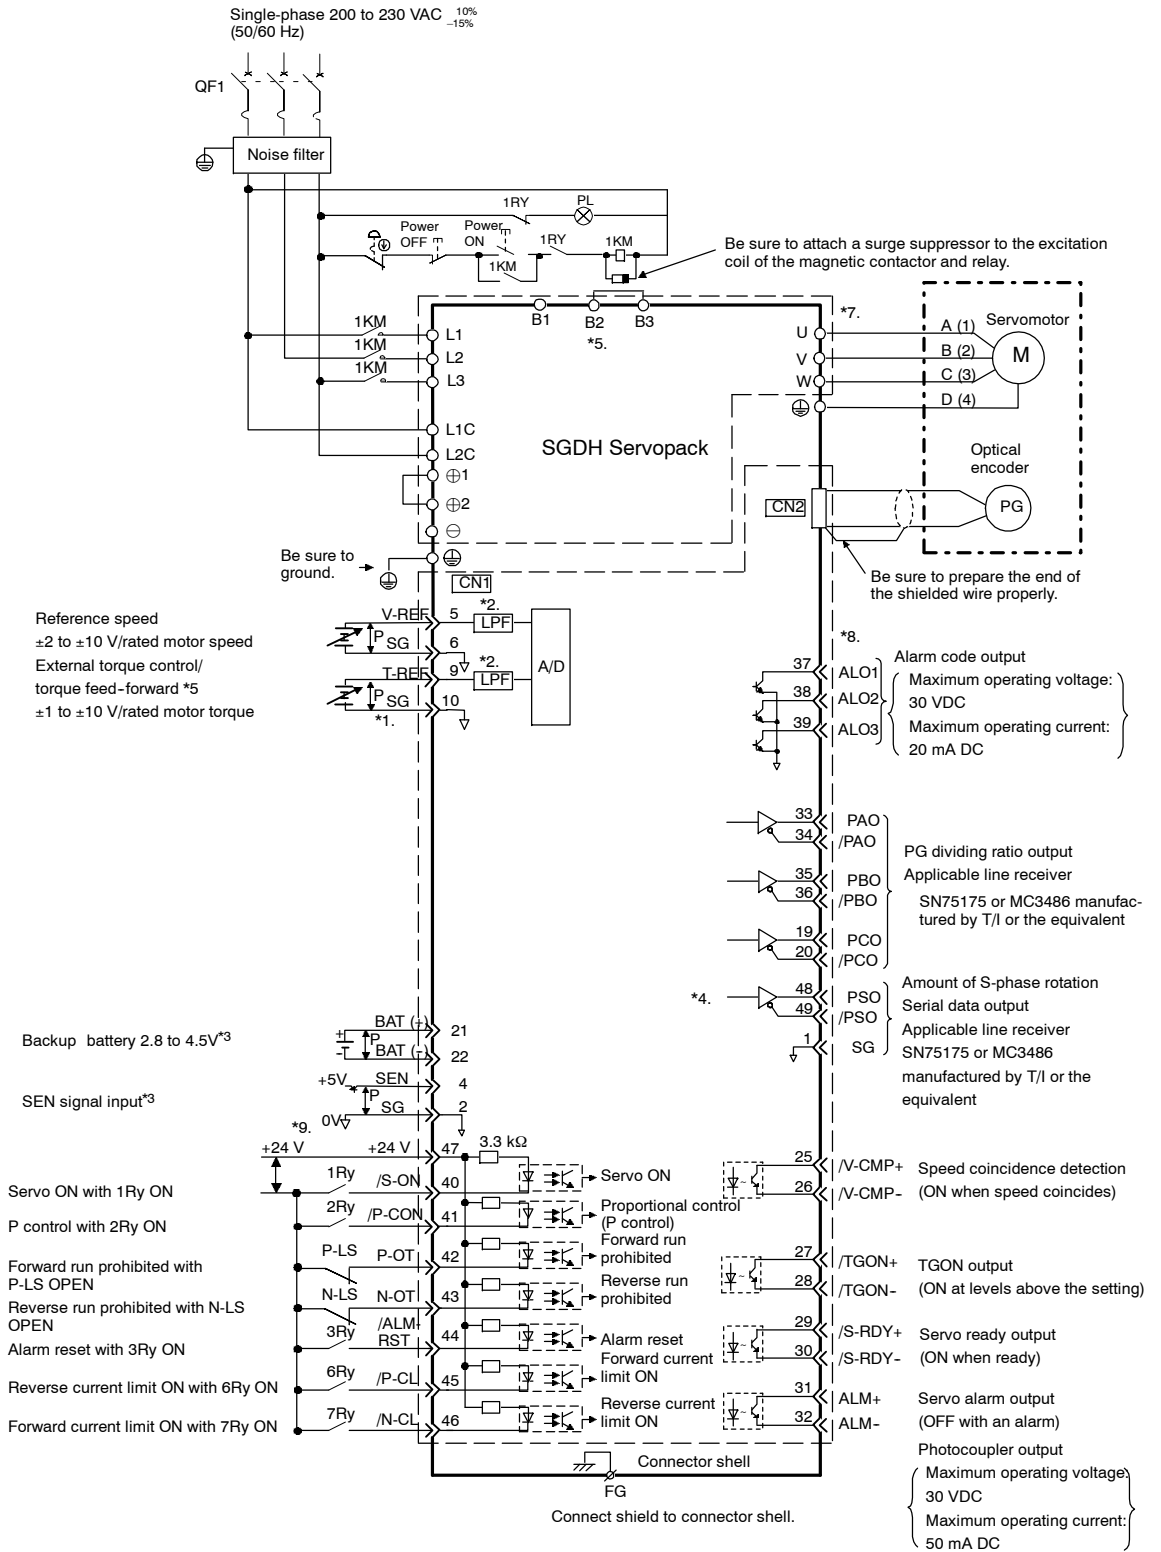 Single-phase 200 to 230 VAC 10% −15%
(50/60 Hz)
QF1
Noise filter
1RY
PL
Power OFF
Power ON
1RY
1KM
1KM
Be sure to attach a surge suppressor to the excitation
coil of the magnetic contactor and relay.
B1
B2
B3
*5.
*7.
1KM
L1
1KM
L2
1KM
L3
L1C
L2C
⊕1
⊕2
⊖
SGDH Servopack
U
V
W
A (1)
B (2)
C (3)
D (4)
Servomotor
M
Optical
encoder
PG
CN2
Be sure to prepare the end of
the shielded wire properly.
Be sure to
ground.
CN1
Reference speed
±2 to ±10 V/rated motor speed
External torque control/
torque feed-forward *5
±1 to ±10 V/rated motor torque
V-REF
5
*2.
LPF
P
SG
6
T-REF
9
*2.
LPF
P
SG
10
*1.
A/D
*8.
37
ALO1
38
ALO2
39
ALO3
Alarm code output
Maximum operating voltage:
30 VDC
Maximum operating current:
20 mA DC
33
PAO
34
/PAO
35
PBO
36
/PBO
19
PCO
20
/PCO
PG dividing ratio output
Applicable line receiver
SN75175 or MC3486 manufac-
tured by T/I or the equivalent
*4.
48
PSO
49
/PSO
1
SG
Amount of S-phase rotation
Serial data output
Applicable line receiver
SN75175 or MC3486
manufactured by T/I or the
equivalent
Backup battery 2.8 to 4.5V*3
+
-
BAT (+)
21
P
BAT (-)
22
SEN signal input*3
+5V
SEN
4
P
0V
SG
2
*9.
+24 V
+24 V
47
3.3 kΩ
Servo ON with 1Ry ON
1Ry
/S-ON
40
Servo ON
P control with 2Ry ON
2Ry
/P-CON
41
Proportional control
(P control)
Forward run prohibited with
P-LS OPEN
P-LS
P-OT
42
Forward run
prohibited
Reverse run prohibited with N-LS
OPEN
N-LS
N-OT
43
Reverse run
prohibited
Alarm reset with 3Ry ON
3Ry
/ALM-
RST
44
Alarm reset
Reverse current limit ON with 6Ry ON
6Ry
/P-CL
45
Forward current
limit ON
Forward current limit ON with 7Ry ON
7Ry
/N-CL
46
Reverse current
limit ON
25
/V-CMP+
26
/V-CMP-
Speed coincidence detection
(ON when speed coincides)
27
/TGON+
28
/TGON-
TGON output
(ON at levels above the setting)
29
/S-RDY+
30
/S-RDY-
Servo ready output
(ON when ready)
31
ALM+
32
ALM-
Servo alarm output
(OFF with an alarm)
Photocoupler output
Maximum operating voltage:
30 VDC
Maximum operating current:
50 mA DC
Connector shell
FG
Connect shield to connector shell.